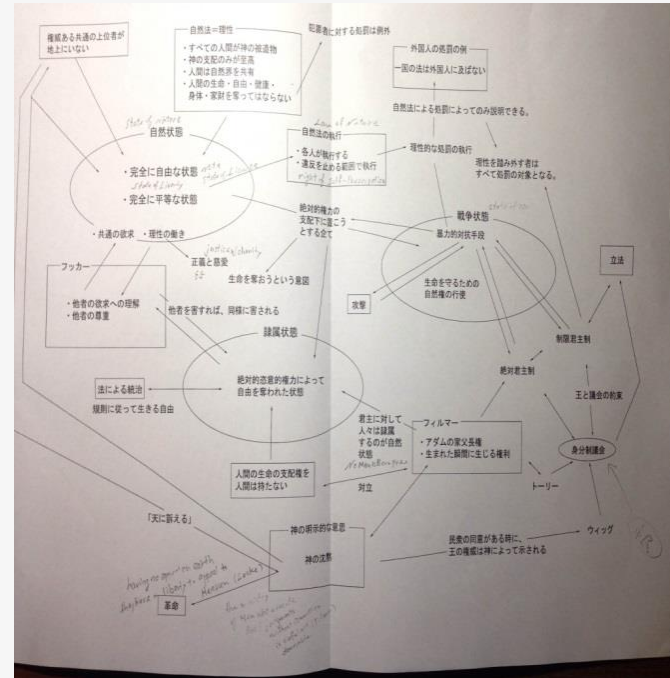 権威ある共通の上位者が
地上にいない
自然法=理性
・すべての人間が神の被造物
・神の支配のみが至高
・人間は自然界を共有
・人間の生命・自由・健康・
身体・家財を奪ってはならない
犯罪者に対する処罰は例外
外国人の処罰の例
一国の法は外国人に及ばない
自然法による処罰によってのみ説明できる。
State of Nature
自然状態
・完全に自由な状態
State of Liberty
・完全に平等な状態
Law of Nature
自然法の執行
・各人が執行する
・違反を止める範囲で執行
理性的な処罰の執行
理性を踏み外す者は
すべて処罰の対象となる。
絶対的権力の
支配下に置こう
とする企て
戦争状態
暴力的対抗手段
生命を守るための
自然権の行使
立法
・共通の欲求
・理性の働き
正義と慈愛
生命を奪おうという意図
フッカー
・他者の欲求への理解
・他者の尊重
他者を害すれば、同様に害される
攻撃
制限君主制
絶対君主制
隷属状態
絶対的恣意的権力によって
自由を奪われた状態
法による統治
規則に従って生きる自由
王と議会の約束
君主に対して
人々は隷属
するのが自然
状態
フィルマー
・アダムの家父長権
・生まれた瞬間に生じる権利
身分制議会
人間の生命の支配権を
人間は持たない
対立
トーリー
「天に訴える」
神の明示的な意思
神の沈黙
民衆の同意がある時に、
王の権威は神によって示される
ウィッグ
革命